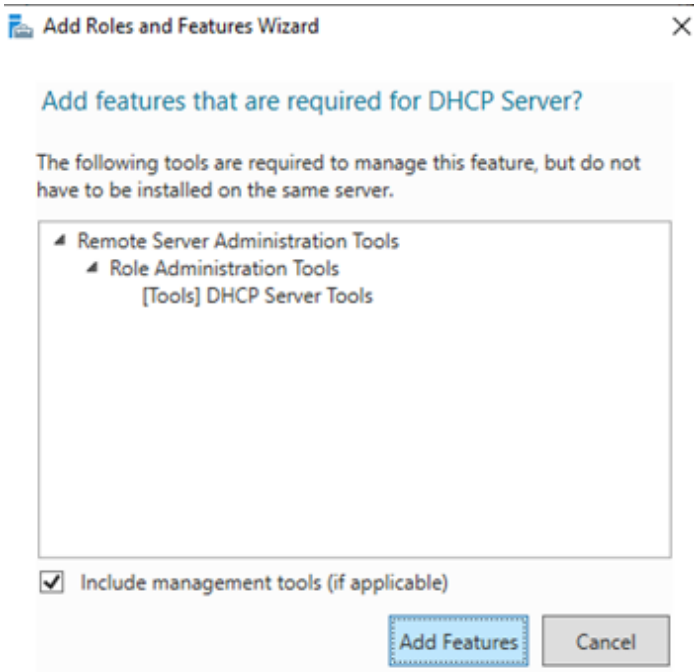 Add Roles and Features Wizard
Add features that are required for DHCP Server?
The following tools are required to manage this feature, but do not
have to be installed on the same server.
Remote Server Administration Tools
Role Administration Tools
[Tools] DHCP Server Tools
Include management tools (if applicable)
Add Features
Cancel